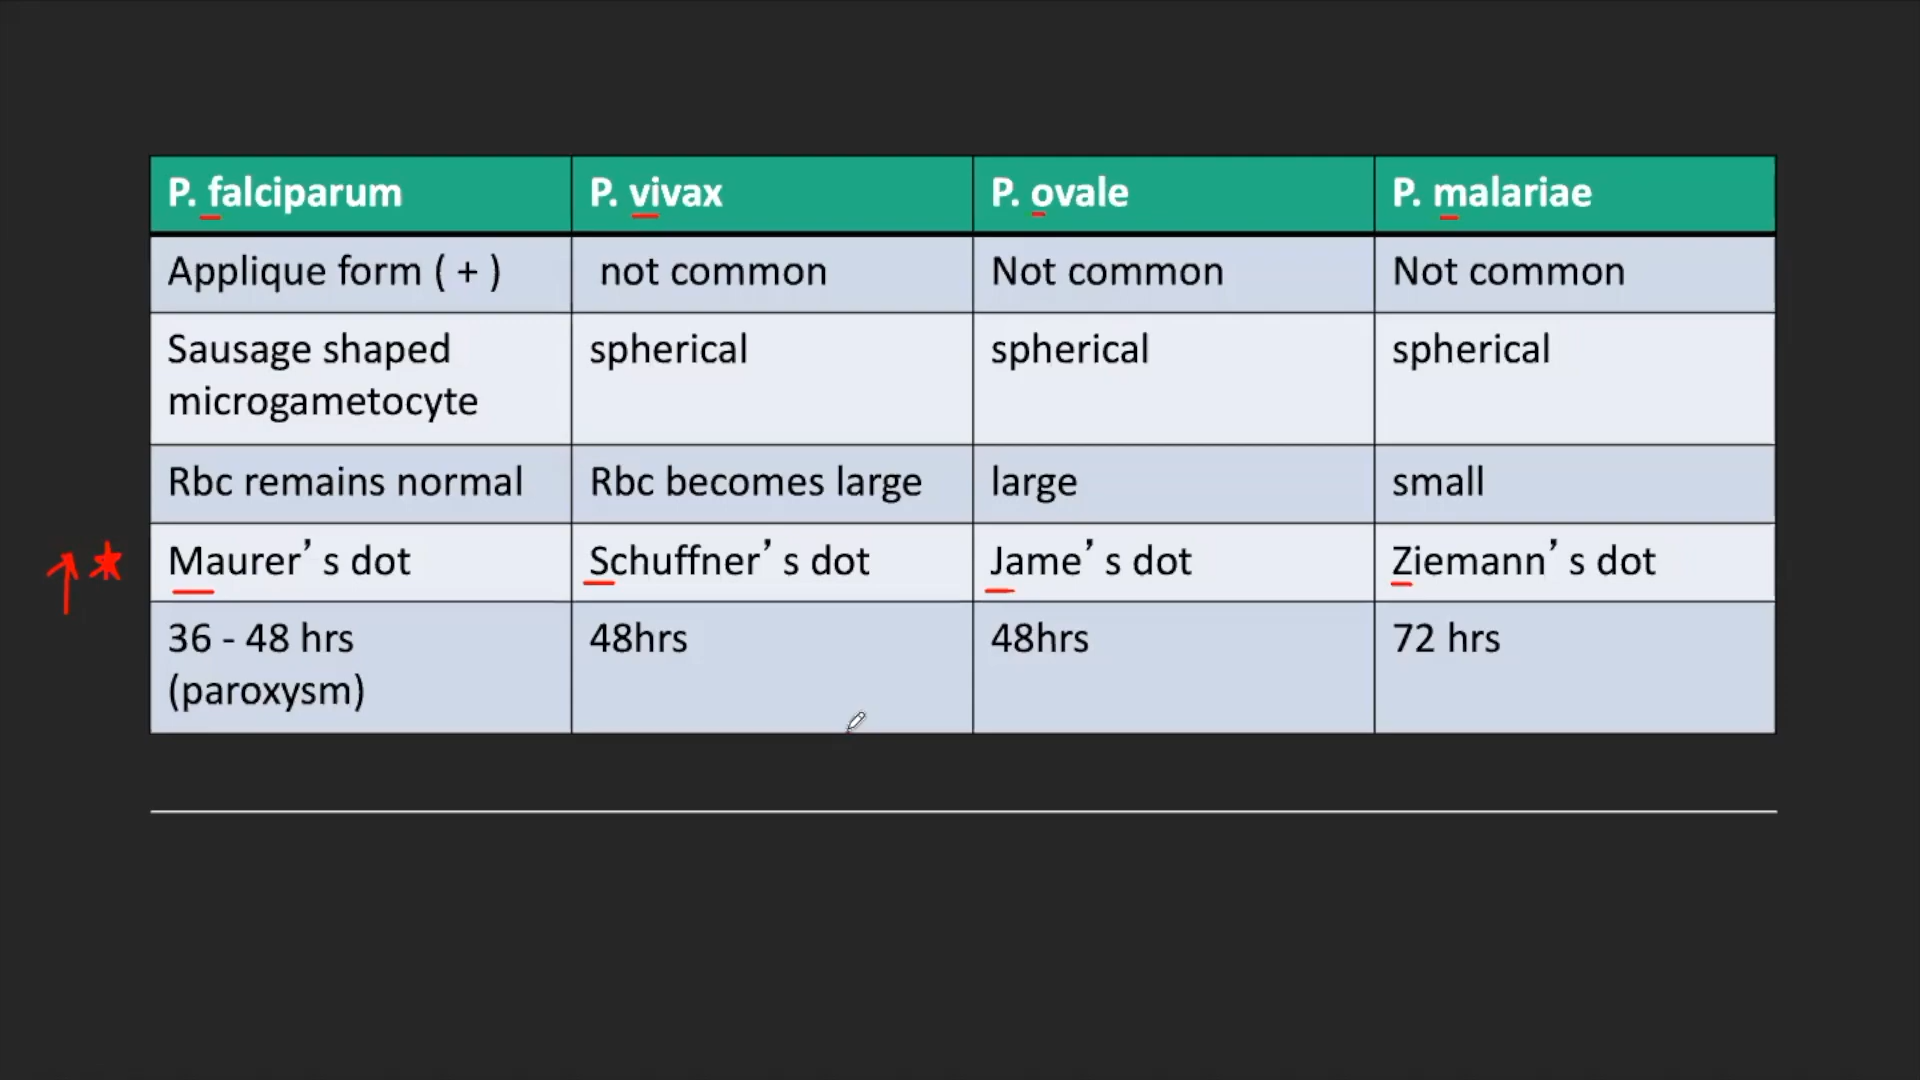 P. falciparum P. vivax P. ovale P. malariae
Applique form ( + ) not common Not common Not common
Sausage shaped microgametocyte spherical spherical spherical
Rbc remains normal Rbc becomes large large small
Maurer’s dot Schuffner’s dot Jame’s dot Ziemann’s dot
36 - 48 hrs (paroxysm) 48hrs 48hrs 72 hrs